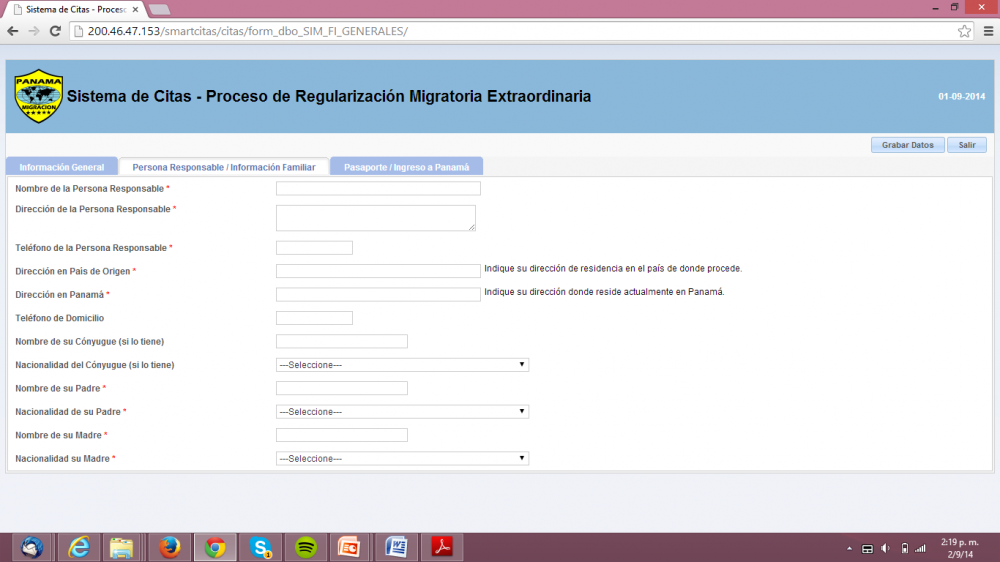 Sistema de Citas - Proceso
200.46.47.153/smartcitas/citas/form_dbo_SIM_FI_GENERALES/
PANAMA
MIGRACION
Sistema de Citas - Proceso de Regularización Migratoria Extraordinaria
01-09-2014
Grabar Datos
Salir
Información General
Persona Responsable / Información Familiar
Pasaporte / Ingreso a Panamá
Nombre de la Persona Responsable *
Dirección de la Persona Responsable *
Teléfono de la Persona Responsable *
Dirección en País de Origen * Indique su dirección de residencia en el país de donde procede.
Dirección en Panamá * Indique su dirección donde reside actualmente en Panamá.
Teléfono de Domicilio
Nombre de su Cónyugue (si lo tiene)
Nacionalidad del Cónyugue (si lo tiene) ---Seleccione---
Nombre de su Padre *
Nacionalidad de su Padre * ---Seleccione---
Nombre de su Madre *
Nacionalidad su Madre * ---Seleccione---
2:19 p. m.
2/9/14